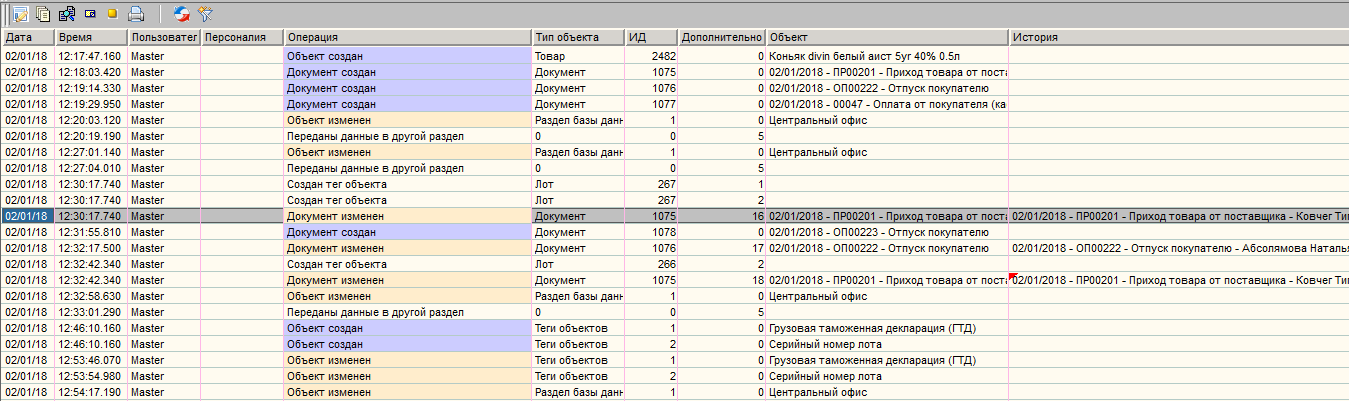 Дата Время Пользовател Персоналия Операция Тип объекта ИД Дополнительно Объект История
02/01/18 12:17:47.160 Master Объект создан Товар 2482 0 Коньяк divin белый аист 5уг 40% 0.5л
02/01/18 12:18:03.420 Master Документ создан Документ 1075 0 02/01/2018 - ПР00201 - Приход товара от пост
02/01/18 12:19:14.330 Master Документ создан Документ 1076 0 02/01/2018 - ОП00222 - Отпуск покупателю
02/01/18 12:19:29.950 Master Документ создан Документ 1077 0 02/01/2018 - 00047 - Оплата от покупателя (ка
02/01/18 12:20:03.120 Master Объект изменен Раздел базы данн 1 0 Центральный офис
02/01/18 12:20:19.190 Master Переданы данные в другой раздел 0 0 5
02/01/18 12:27:01.140 Master Объект изменен Раздел базы данн 1 0 Центральный офис
02/01/18 12:27:04.010 Master Переданы данные в другой раздел 0 0 5
02/01/18 12:30:17.740 Master Создан тег объекта Лот 267 1
02/01/18 12:30:17.740 Master Создан тег объекта Лот 267 2
02/01/18 12:30:17.740 Master Документ изменен Документ 1075 16 02/01/2018 - ПР00201 - Приход товара от пост 02/01/2018 - ПР00201 - Приход товара от поставщика - Ковчег Ти
02/01/18 12:31:55.810 Master Документ создан Документ 1078 0 02/01/2018 - ОП00223 - Отпуск покупателю
02/01/18 12:32:17.500 Master Документ изменен Документ 1076 17 02/01/2018 - ОП00222 - Отпуск покупателю 02/01/2018 - ОП00222 - Отпуск покупателю - Абсолямова Наталья
02/01/18 12:32:42.340 Master Создан тег объекта Лот 266 2
02/01/18 12:32:42.340 Master Документ изменен Документ 1075 18 02/01/2018 - ПР00201 - Приход товара от пост 02/01/2018 - ПР00201 - Приход товара от поставщика - Ковчег Ти
02/01/18 12:32:58.630 Master Объект изменен Раздел базы данн 1 0 Центральный офис
02/01/18 12:33:01.290 Master Переданы данные в другой раздел 0 0 5
02/01/18 12:46:10.160 Master Объект создан Теги объектов 1 0 Грузовая таможенная декларация (ГТД)
02/01/18 12:46:10.160 Master Объект создан Теги объектов 2 0 Серийный номер лота
02/01/18 12:53:46.070 Master Объект изменен Теги объектов 1 0 Грузовая таможенная декларация (ГТД)
02/01/18 12:53:54.980 Master Объект изменен Теги объектов 2 0 Серийный номер лота
02/01/18 12:54:17.190 Master Объект изменен Раздел базы данн 1 0 Центральный офис